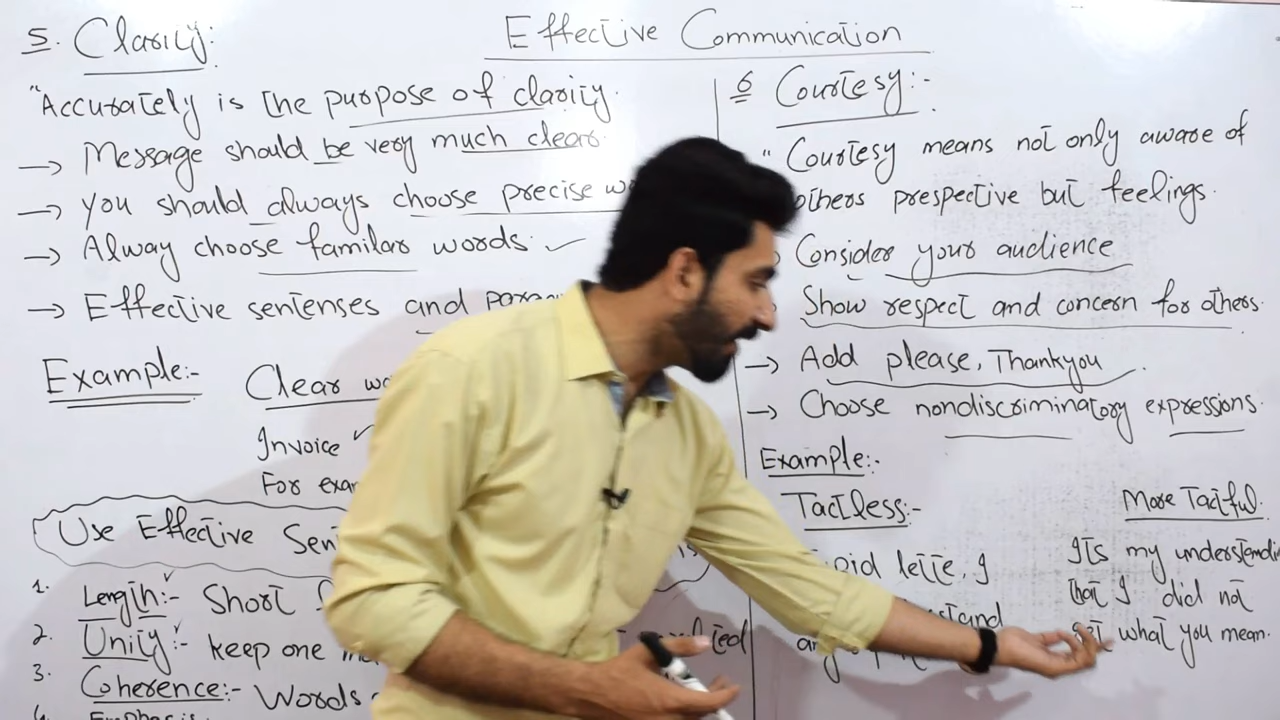 Effective Communication
5. Clarity:
"Accurately is the purpose of clarity.
→ Message should be very much clear.
→ You should always choose precise
→ Alway choose familar words.
→ Effective sentenses and
Example:-
Clear
Invoice
For
Use Effective
1. Length:- Short
2. Unity:- keep one
3. Coherence:- Words
6 Courtesy:-
"Courtesy means not only aware of
others prespective but feelings.
Consider your audience
Show respect and concern for others.
→ Add please, Thankyou
→ Choose nondiscriminatory expressions.
Example:-
Tactless:-
lette, I
More Tactful.
Its my
that I did not
what you mean.